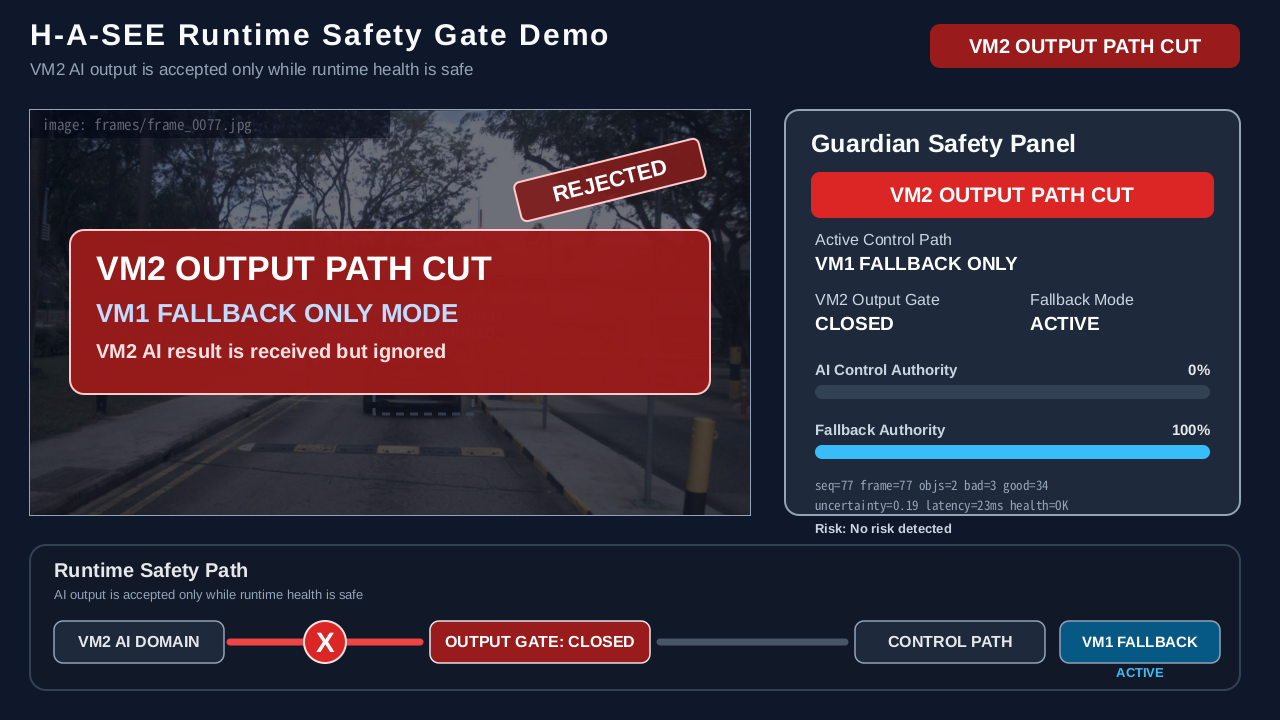 H-A-SEE Runtime Safety Gate Demo
VM2 AI output is accepted only while runtime health is safe
VM2 OUTPUT PATH CUT
image: frames/frame_0077.jpg
REJECTED
VM2 OUTPUT PATH CUT
VM1 FALLBACK ONLY MODE
VM2 AI result is received but ignored
Guardian Safety Panel
VM2 OUTPUT PATH CUT
Active Control Path
VM1 FALLBACK ONLY
VM2 Output Gate
CLOSED
Fallback Mode
ACTIVE
AI Control Authority 0%
Fallback Authority 100%
seq=77 frame=77 objs=2 bad=3 good=34
uncertainty=0.19 latency=23ms health=OK
Risk: No risk detected
Runtime Safety Path
AI output is accepted only while runtime health is safe
VM2 AI DOMAIN
X
OUTPUT GATE: CLOSED
CONTROL PATH
VM1 FALLBACK
ACTIVE